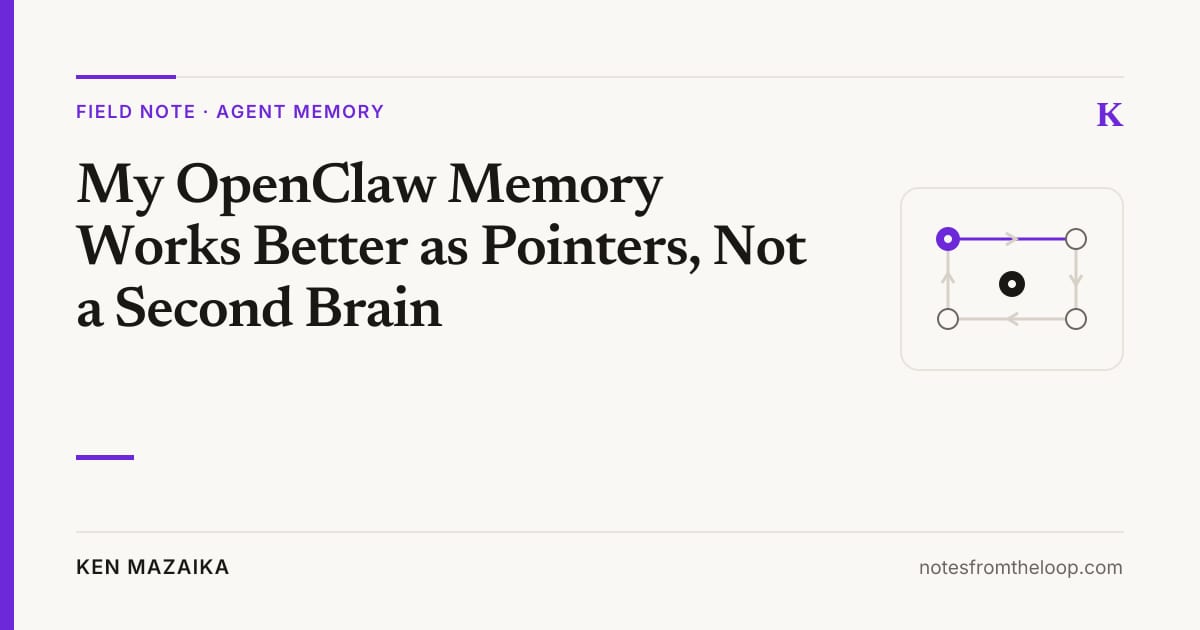 FIELD NOTE · AGENT MEMORY
K
My OpenClaw Memory
Works Better as Pointers, Not
a Second Brain
KEN MAZAIKA
notesfromtheloop.com